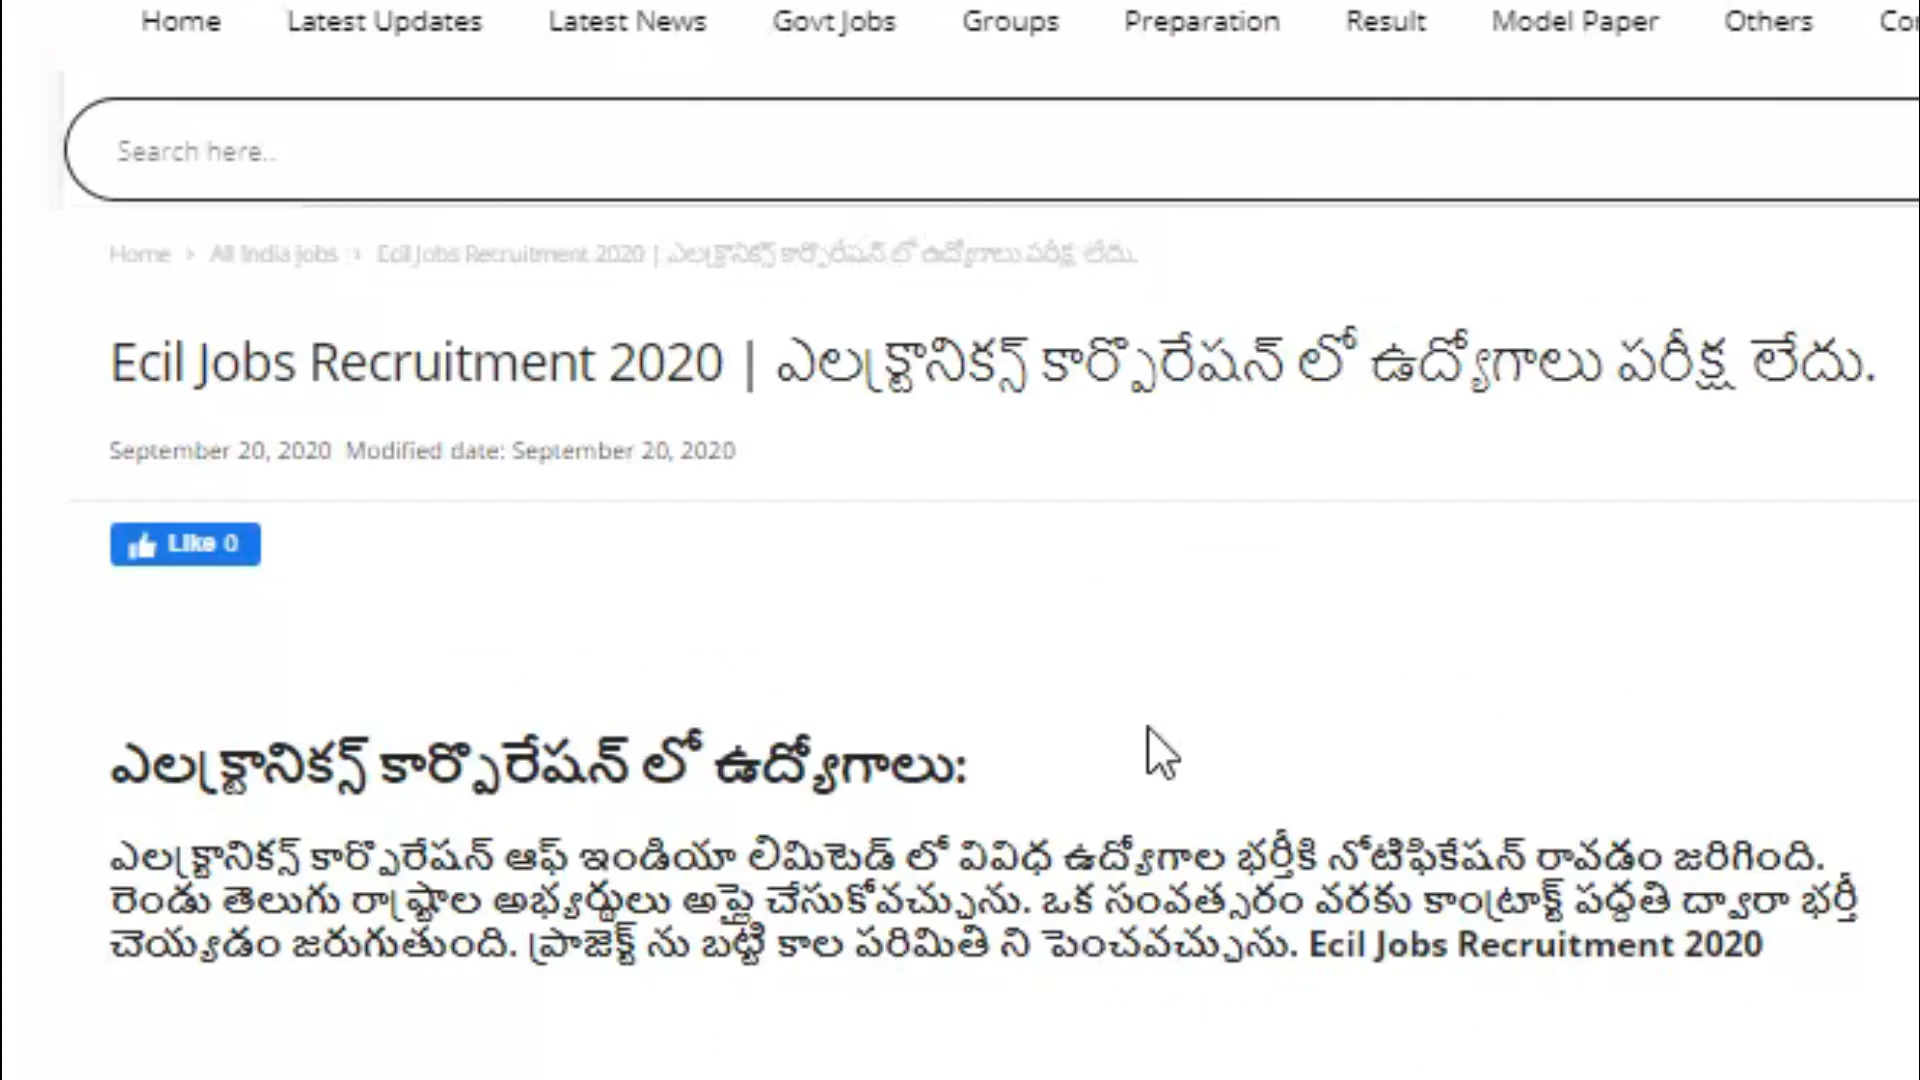 Home Latest Updates Latest News Govt Jobs Groups Preparation Result Model Paper Others
Search here..
Home > All India jobs > Ecil Jobs Recruitment 2020 | ఎలక్ట్రానిక్స్ కార్పొరేషన్ లో ఉద్యోగాలు పరీక్ష లేదు.
Ecil Jobs Recruitment 2020 | ఎలక్ట్రానిక్స్ కార్పొరేషన్ లో ఉద్యోగాలు పరీక్ష లేదు.
September 20, 2020 Modified date: September 20, 2020
Like 0
ఎలక్ట్రానిక్స్ కార్పొరేషన్ లో ఉద్యోగాలు:
ఎలక్ట్రానిక్స్ కార్పొరేషన్ ఆఫ్ ఇండియా లిమిటెడ్ లో వివిధ ఉద్యోగాల భర్తీకి నోటిఫికేషన్ రావడం జరిగింది.
రెండు తెలుగు రాష్ట్రాల అభ్యర్థులు అప్లై చేసుకోవచ్చును. ఒక సంవత్సరం వరకు కాంట్రాక్ట్ పద్దతి ద్వారా భర్తీ
చెయ్యడం జరుగుతుంది. ప్రాజెక్ట్ ను బట్టి కాల పరిమితి ని పెంచవచ్చును. Ecil Jobs Recruitment 2020